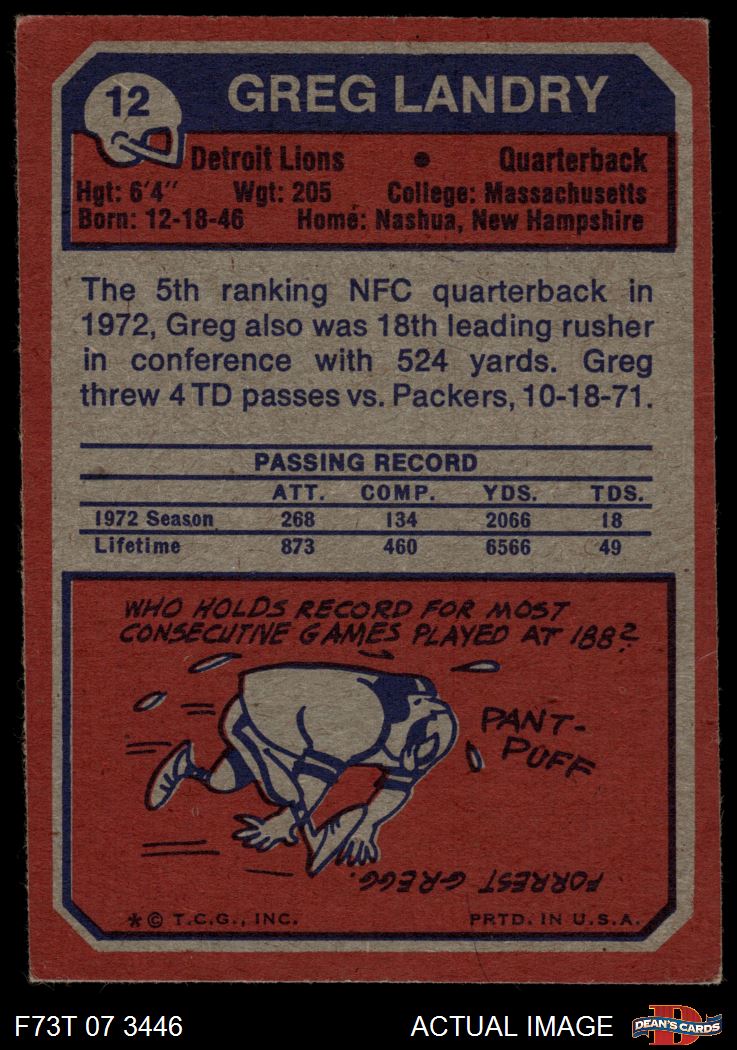 12
GREG LANDRY
Detroit Lions • Quarterback
Hgt: 6'4" Wgt: 205 College: Massachusetts
Born: 12-18-46 Home: Nashua, New Hampshire
The 5th ranking NFC quarterback in
1972, Greg also was 18th leading rusher
in conference with 524 yards. Greg
threw 4 TD passes vs. Packers, 10-18-71.
PASSING RECORD
ATT. COMP. YDS. TDS.
1972 Season 268 134 2066 18
Lifetime 873 460 6566 49
WHO HOLDS RECORD FOR MOST
CONSECUTIVE GAMES PLAYED AT 188?
PANT-
PUFF
FORREST GREGG.
* © T.C.G., INC. PRTD. IN U.S.A.
F73T 07 3446 ACTUAL IMAGE DEAN'S CARDS